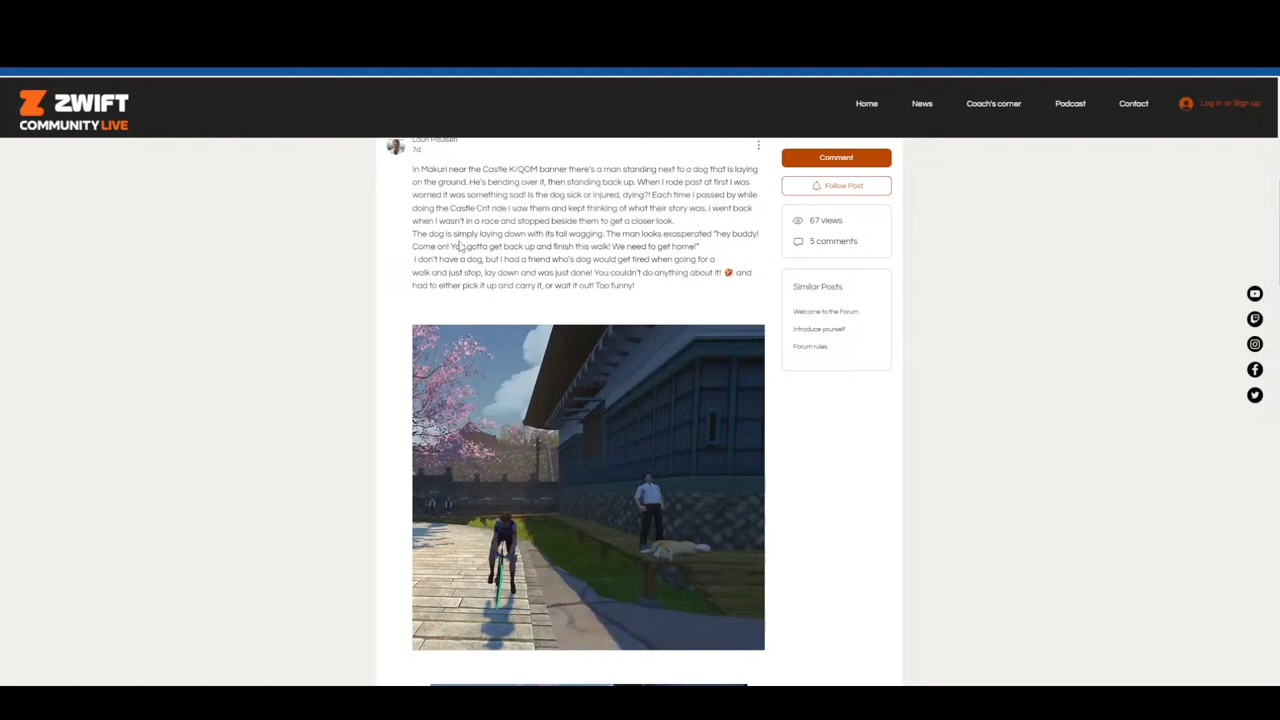 ZWIFT
COMMUNITY LIVE
Home
News
Coach's corner
Podcast
Contact
Log In or Sign up
Lauri Paulsen
7d
In Makuri near the Castle K/QOM banner there's a man standing next to a dog that is laying
on the ground. He's bending over it, then standing back up. When I rode past at first I was
worried it was something sad! Is the dog sick or injured, dying?! Each time I passed by while
doing the Castle Crit ride I saw them and kept thinking of what their story was. I went back
when I wasn't in a race and stopped beside them to get a closer look.
The dog is simply laying down with its tail wagging. The man looks exasperated "hey buddy!
Come on! You gotta get back up and finish this walk! We need to get home!"
I don't have a dog, but I had a friend who's dog would get tired when going for a
walk and just stop, lay down and was just done! You couldn't do anything about it! 🤣 and
had to either pick it up and carry it, or wait it out! Too funny!
Comment
Follow Post
67 views
5 comments
Similar Posts
Welcome to the Forum
Introduce yourself
Forum rules